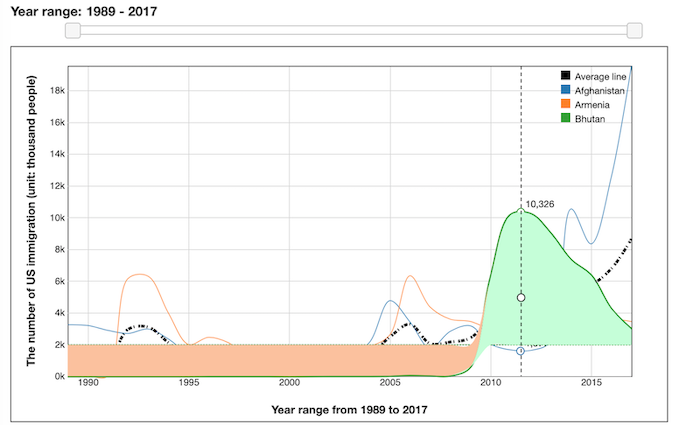 Year range: 1989 - 2017
The number of US immigration (unit: thousand people)
18k
16k
14k
12k
10k
8k
6k
4k
2k
0k
Average line
Afghanistan
Armenia
Bhutan
10,326
1990
1995
2000
2005
2010
2015
Year range from 1989 to 2017